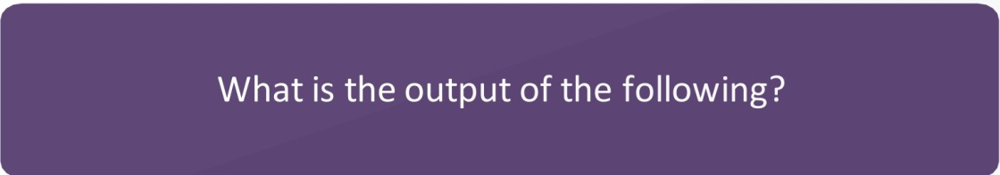 What is the output of the following?